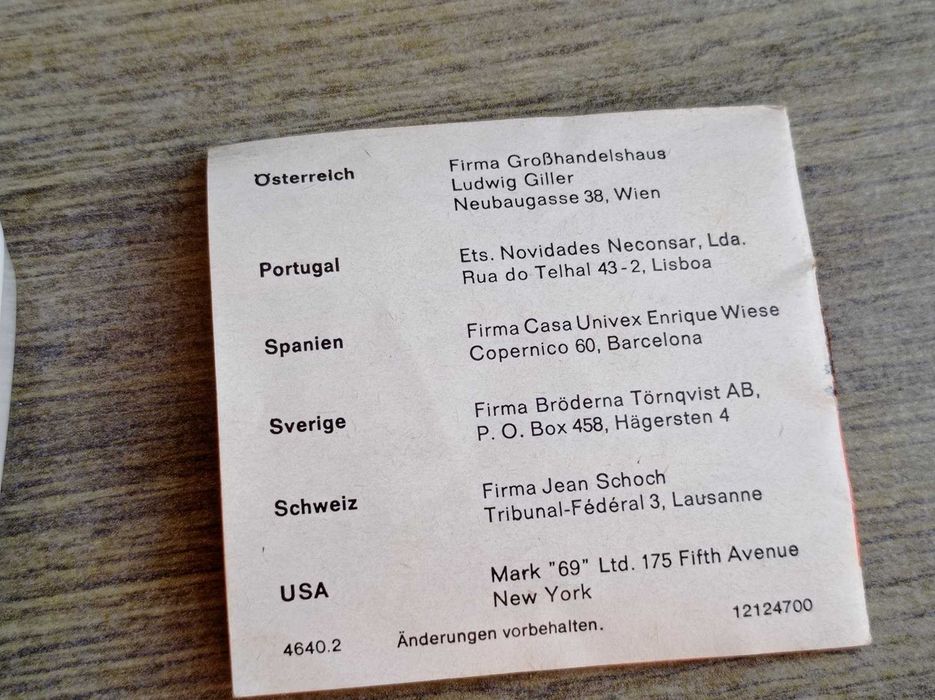 Österreich
Firma Großhandelshaus
Ludwig Giller
Neubaugasse 38, Wien
Portugal
Ets. Novidades Neconsar, Lda.
Rua do Telhal 43-2, Lisboa
Spanien
Firma Casa Univex Enrique Wiese
Copernico 60, Barcelona
Sverige
Firma Bröderna Törnqvist AB,
P. O. Box 458, Hägersten 4
Schweiz
Firma Jean Schoch
Tribunal-Fédéral 3, Lausanne
USA
Mark "69" Ltd. 175 Fifth Avenue
New York
4640.2 Änderungen vorbehalten. 12124700